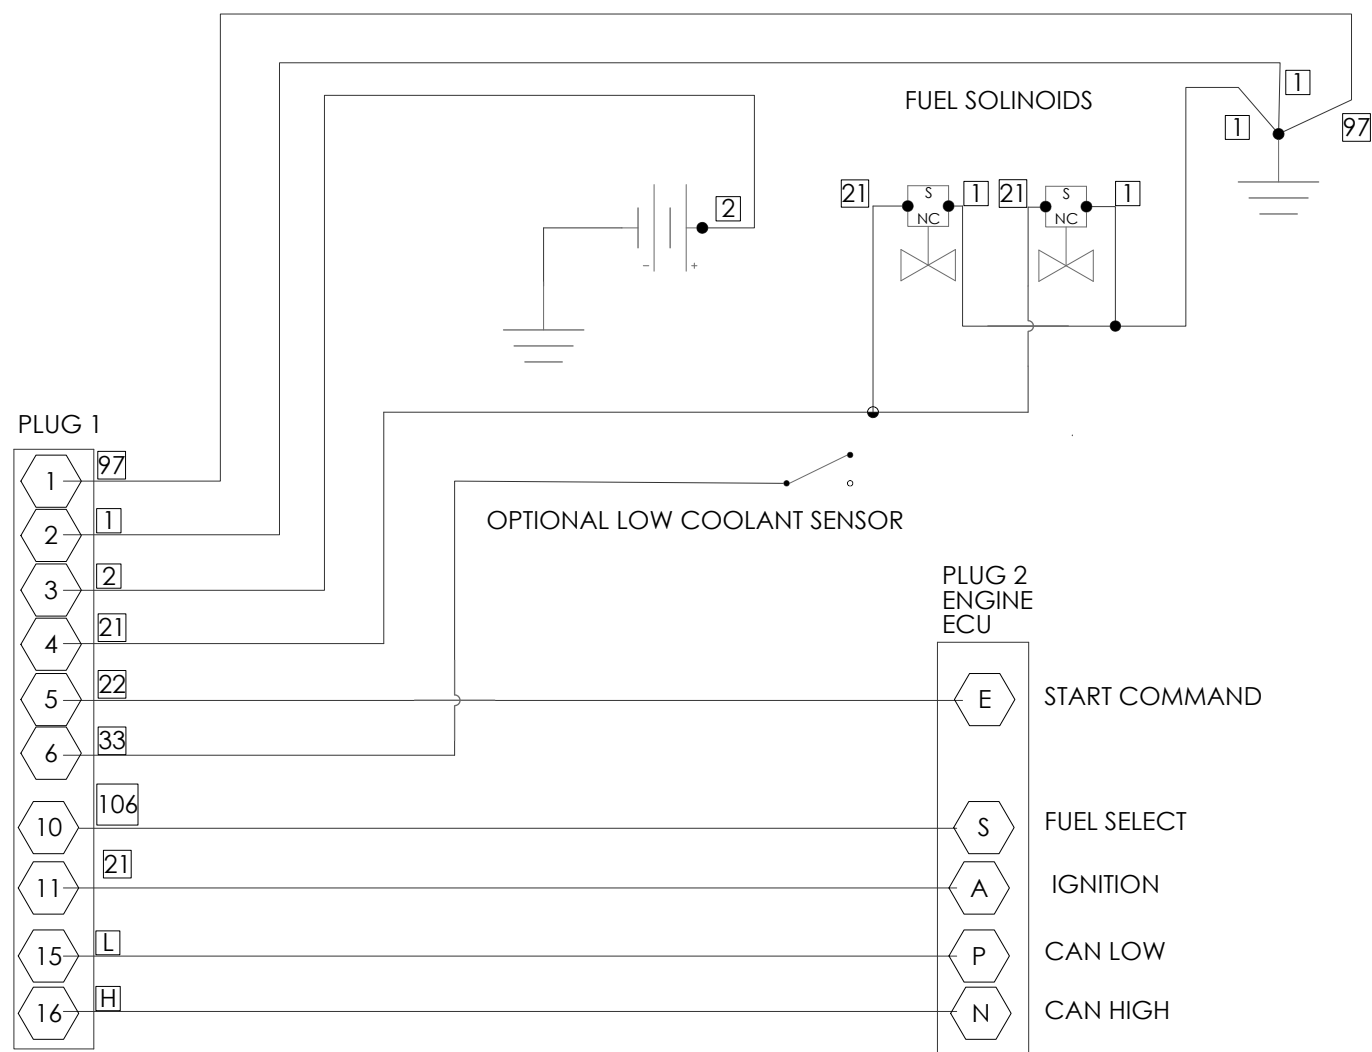 1
FUEL SOLINOIDS
1
97
2
21
S
NC
1
21
S
NC
1
−
+
PLUG 1
1
97
2
1
3
2
4
21
5
22
6
33
10
106
11
21
15
L
16
H
OPTIONAL LOW COOLANT SENSOR
PLUG 2
ENGINE
ECU
E
START COMMAND
S
FUEL SELECT
A
IGNITION
P
CAN LOW
N
CAN HIGH